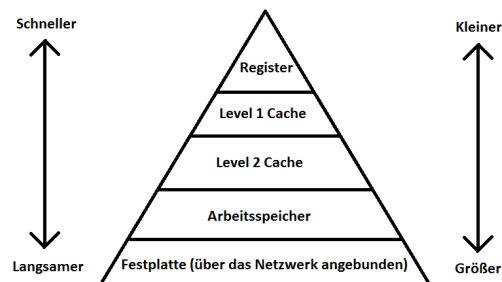 Schneller
Kleiner
Register
Level 1 Cache
Level 2 Cache
Arbeitsspeicher
Langsamer
Festplatte (über das Netzwerk angebunden)
Größer